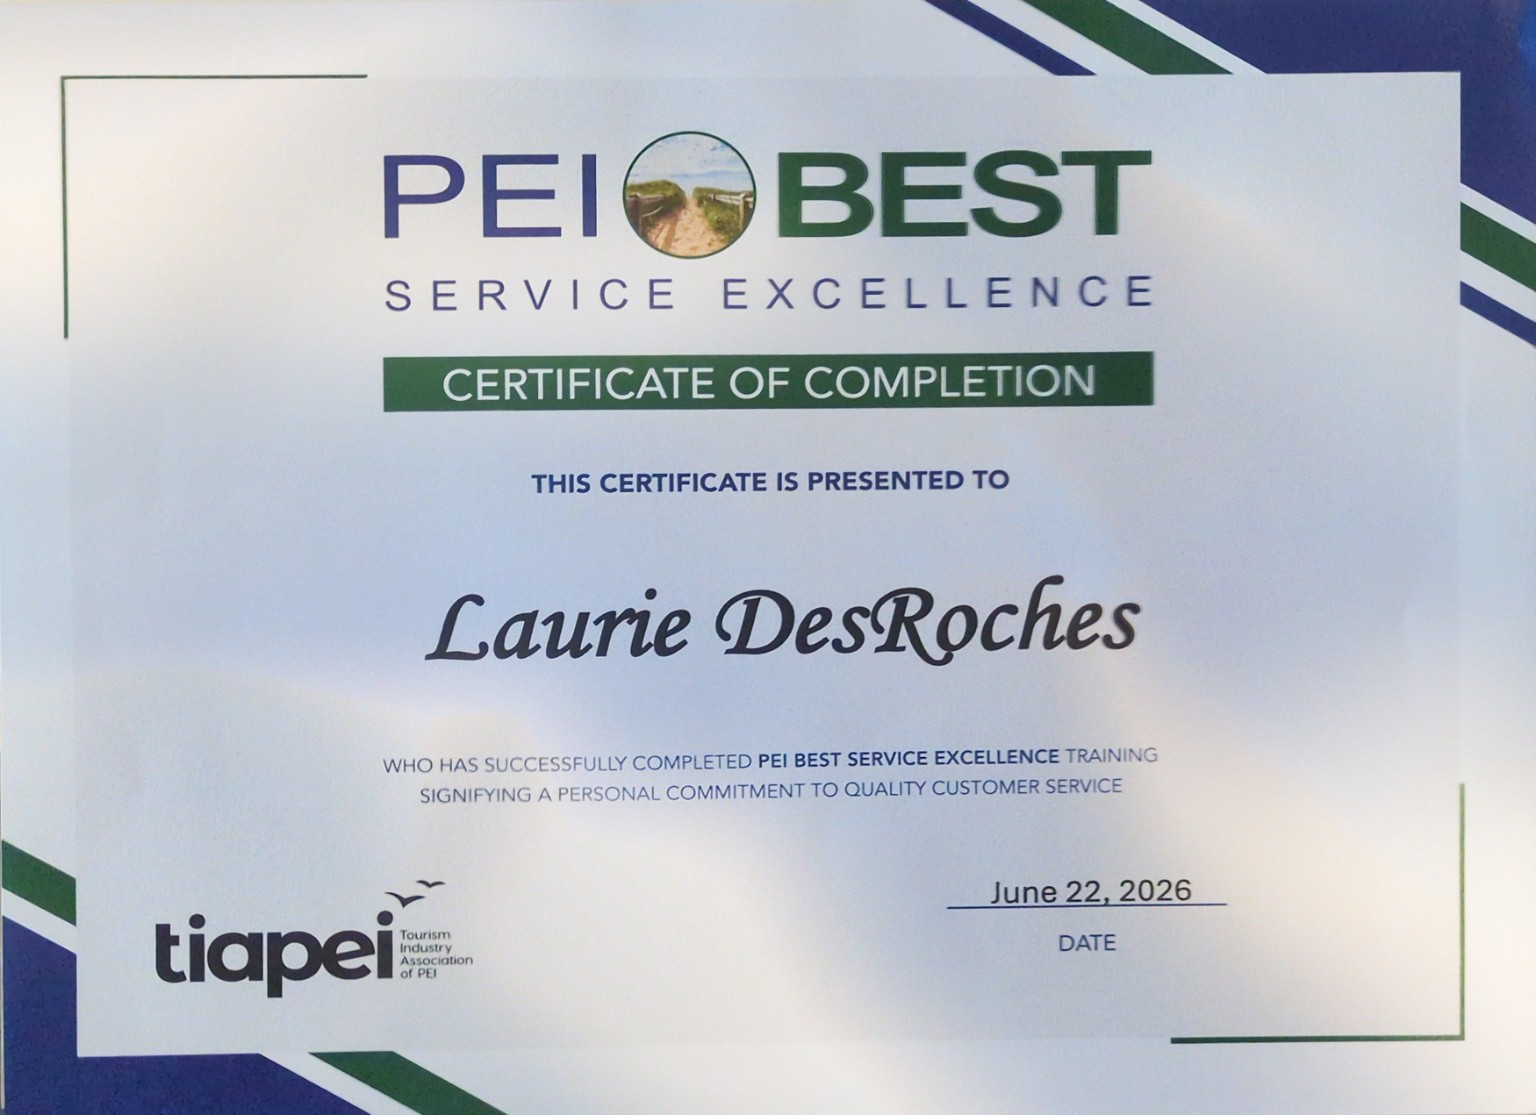 PEI BEST
SERVICE EXCELLENCE
CERTIFICATE OF COMPLETION
THIS CERTIFICATE IS PRESENTED TO
Laurie DesRoches
WHO HAS SUCCESSFULLY COMPLETED PEI BEST SERVICE EXCELLENCE TRAINING
SIGNIFYING A PERSONAL COMMITMENT TO QUALITY CUSTOMER SERVICE
tiapei
Tourism
Industry
Association
of PEI
June 22, 2026
DATE